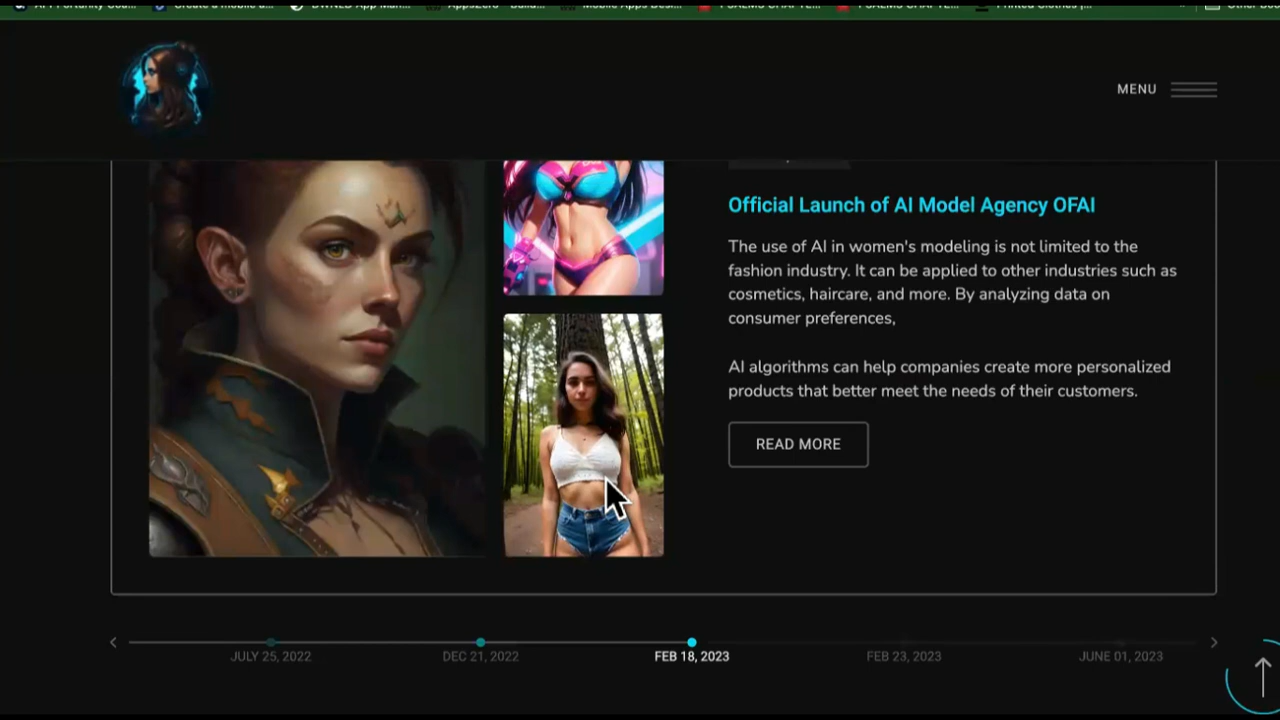 MENU
Official Launch of AI Model Agency OFAI
The use of AI in women's modeling is not limited to the
fashion industry. It can be applied to other industries such as
cosmetics, haircare, and more. By analyzing data on
consumer preferences,
AI algorithms can help companies create more personalized
products that better meet the needs of their customers.
READ MORE
JULY 25, 2022
DEC 21, 2022
FEB 18, 2023
FEB 23, 2023
JUNE 01, 2023